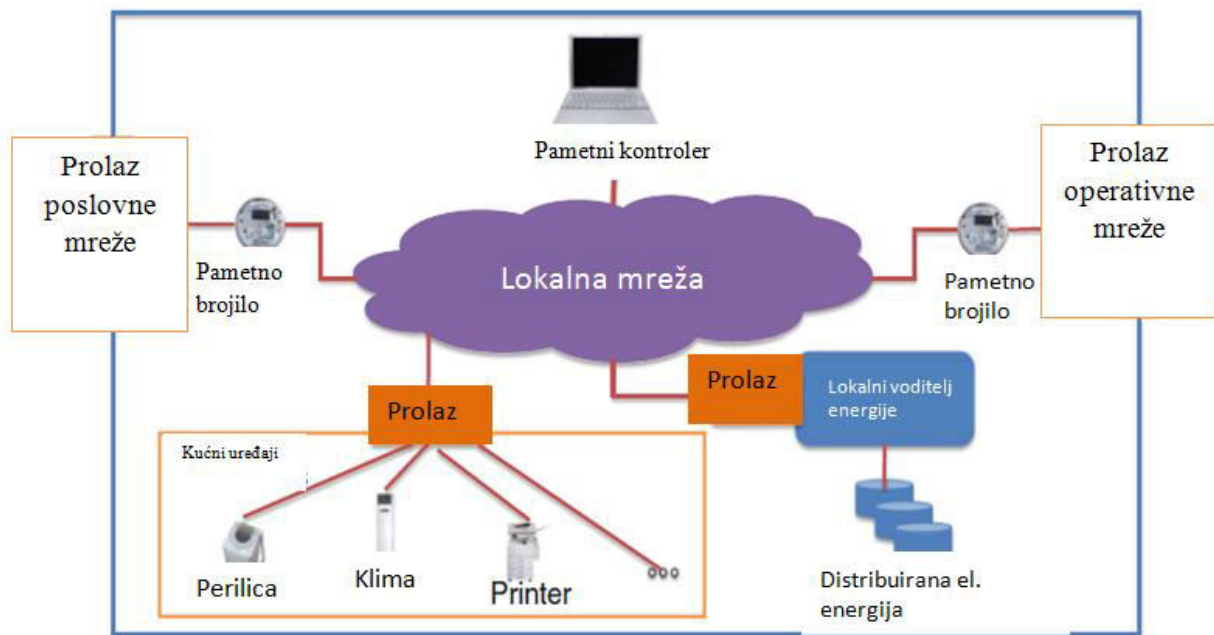 Pametni kontroler
Prolaz
poslovne
mreže
Prolaz
operativne
mreže
Pametno
brojilo
Lokalna mreža
Pametno
brojilo
Prolaz
Prolaz
Lokalni voditelj
energije
Kućni uređaji
Perilica
Klima
Printer
Distribuirana el.
energija